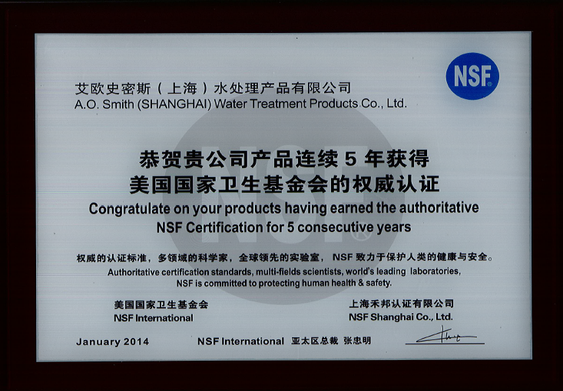 NSF®
艾欧史密斯（上海）水处理产品有限公司
A.O. Smith (SHANGHAI) Water Treatment Products Co., Ltd.
恭贺贵公司产品连续 5 年获得
美国国家卫生基金会的权威认证
Congratulate on your products having earned the authoritative
NSF Certification for 5 consecutive years
权威的认证标准，多领域的科学家，全球领先的实验室，NSF 致力于保护人类的健康与安全。
Authoritative certification standards, multi-fields scientists, world's leading laboratories,
NSF is committed to protecting human health & safety.
美国国家卫生基金会 上海禾邦认证有限公司
NSF International NSF Shanghai Co., Ltd.
January 2014 NSF International 亚太区总裁 张忠明